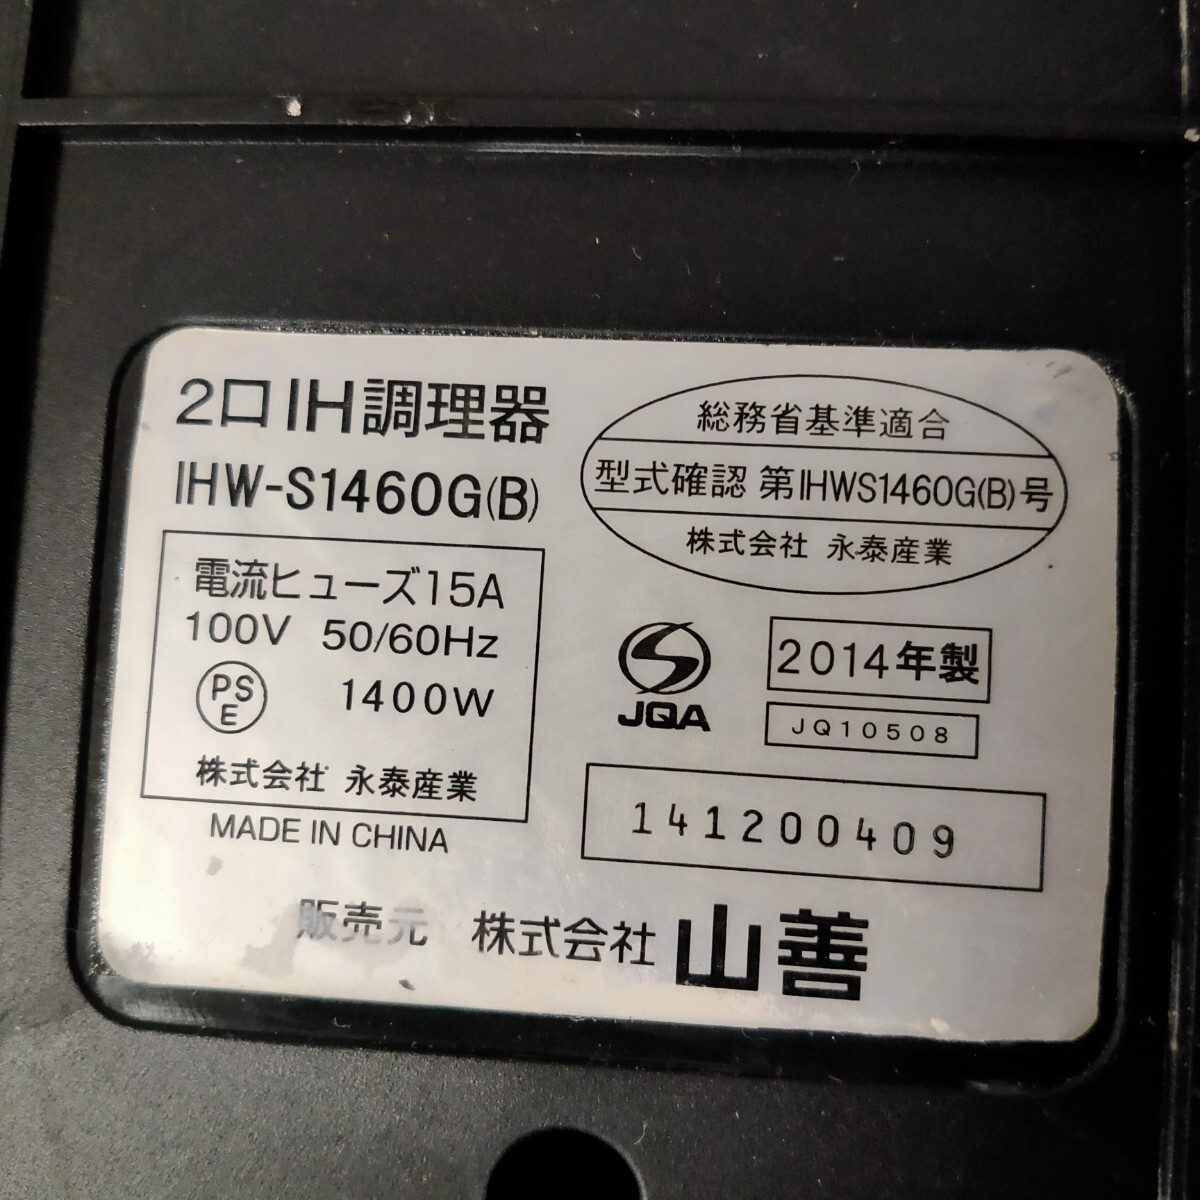 2口IH調理器
IHW-S1460G(B)
電流ヒューズ15A
100V 50/60Hz
PS
E
1400W
株式会社 永泰産業
MADE IN CHINA
総務省基準適合
型式確認 第IHWS1460G(B)号
株式会社 永泰産業
JQA
2014年製
JQ10508
141200409
販売元 株式会社 山善